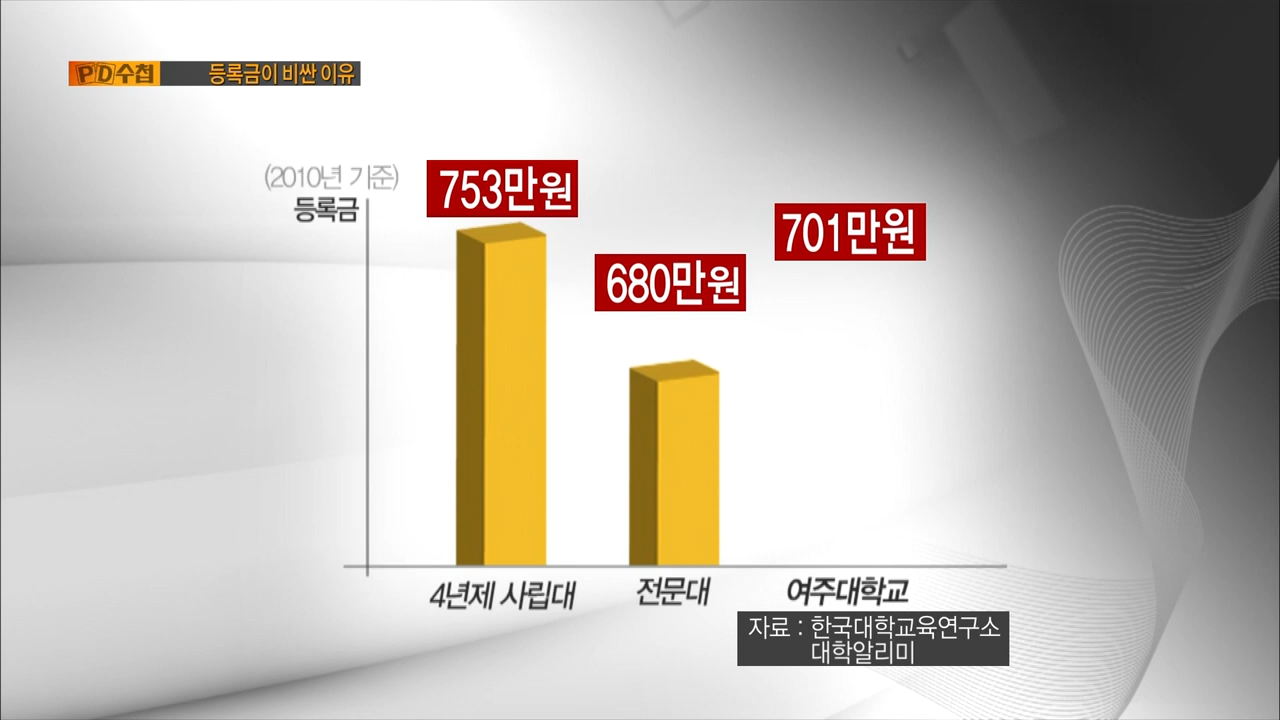 PD수첩 등록금이 비싼 이유
(2010년 기준)
등록금
753만원
680만원
701만원
4년제 사립대
전문대
여주대학교
자료 : 한국대학교육연구소
대학알리미